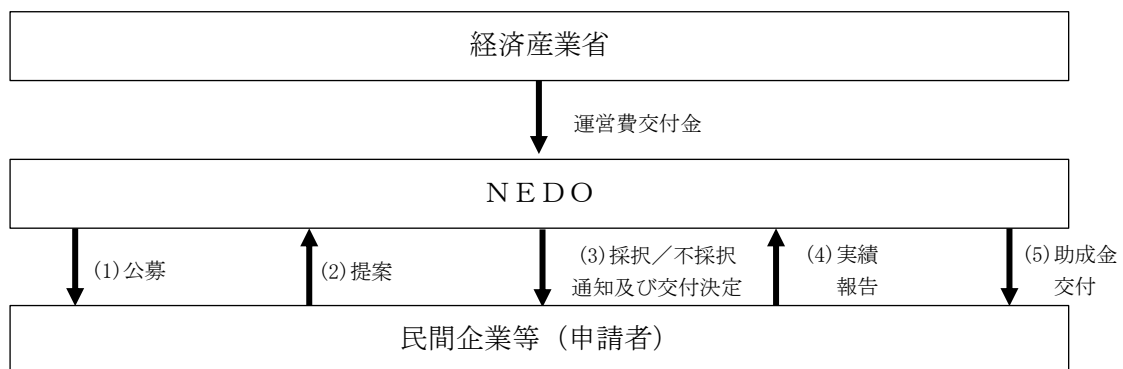 経済産業省
運営費交付金
ＮＥＤＯ
(1)公募
(2)提案
(3)採択／不採択
通知及び交付決定
(4)実績
報告
(5)助成金
交付
民間企業等（申請者）